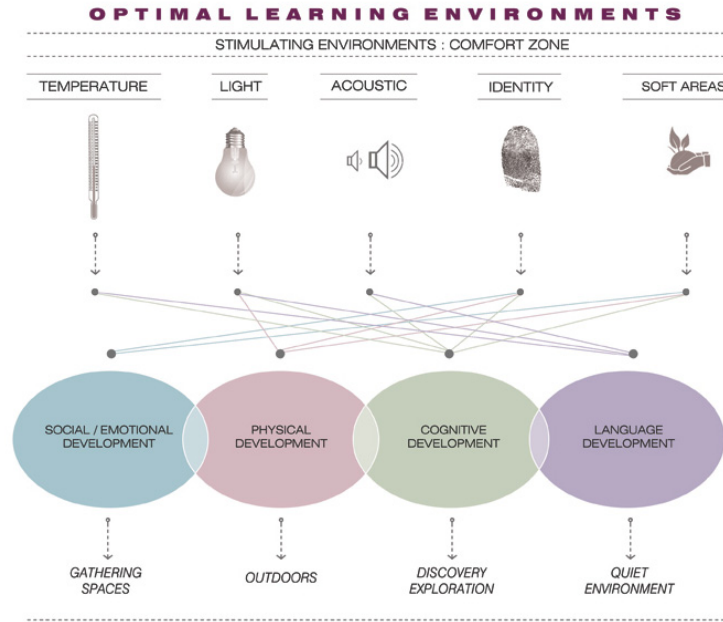 OPTIMAL LEARNING ENVIRONMENTS
STIMULATING ENVIRONMENTS : COMFORT ZONE
TEMPERATURE
LIGHT
ACOUSTIC
IDENTITY
SOFT AREAS
SOCIAL / EMOTIONAL
DEVELOPMENT
PHYSICAL
DEVELOPMENT
COGNITIVE
DEVELOPMENT
LANGUAGE
DEVELOPMENT
GATHERING
SPACES
OUTDOORS
DISCOVERY
EXPLORATION
QUIET
ENVIRONMENT